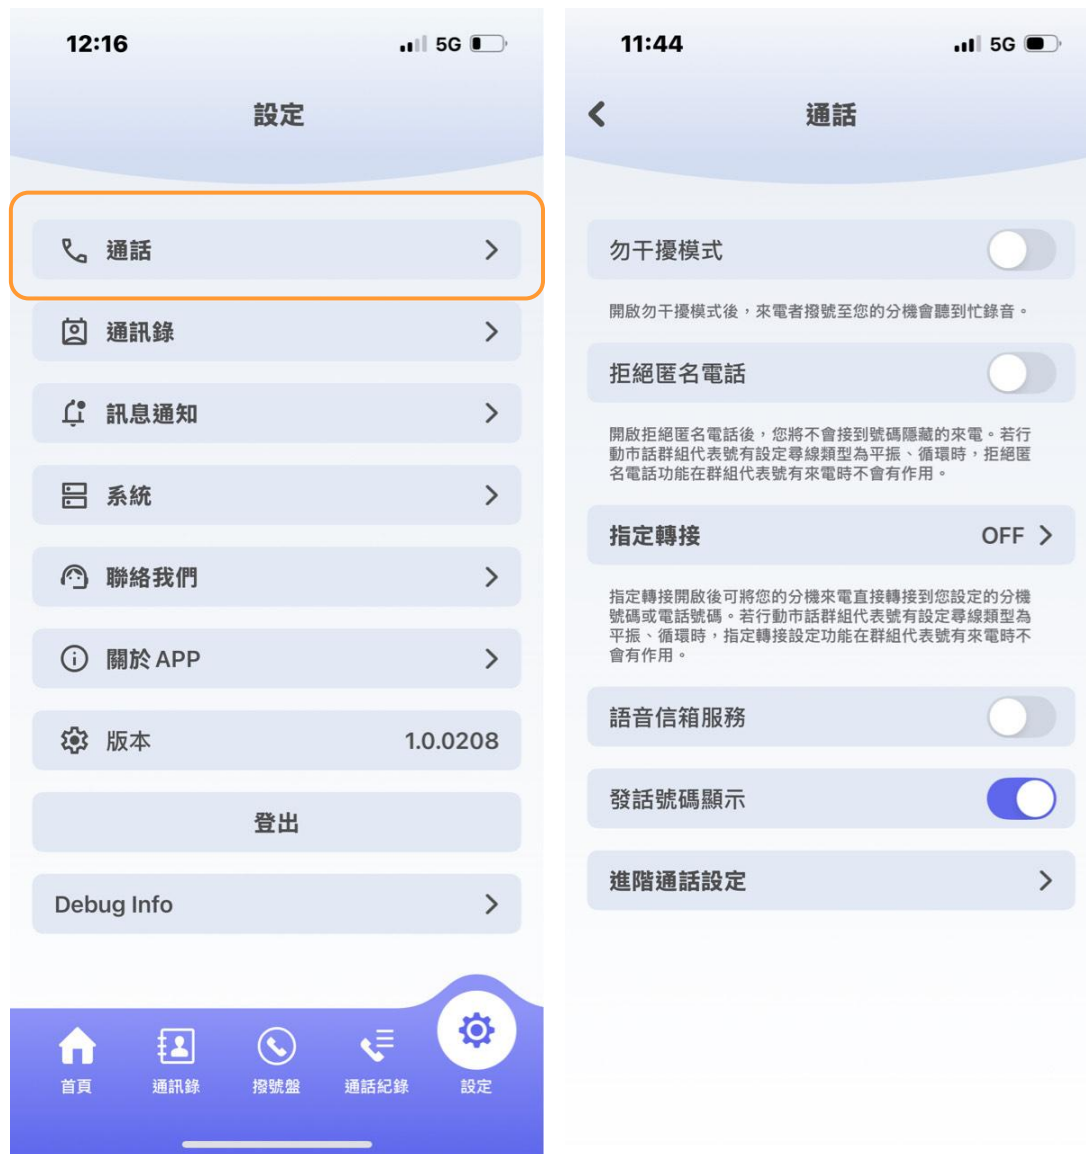 12:16
5G
設定
通話
通訊錄
訊息通知
系統
聯絡我們
關於 APP
版本
1.0.0208
登出
Debug Info
首頁
通訊錄
撥號盤
通話紀錄
設定
11:44
5G
通話
勿干擾模式
開啟勿干擾模式後，來電者撥號至您的分機會聽到忙錄音。
拒絕匿名電話
開啟拒絕匿名電話後，您將不會接到號碼隱藏的來電。若行
動市話群組代表號有設定尋線類型為平振、循環時，拒絕匿
名電話功能在群組代表號有來電時不會有作用。
指定轉接
OFF
指定轉接開啟後可將您的分機來電直接轉接到您設定的分機
號碼或電話號碼。若行動市話群組代表號有設定尋線類型為
平振、循環時，指定轉接設定功能在群組代表號有來電時不
會有作用。
語音信箱服務
發話號碼顯示
進階通話設定